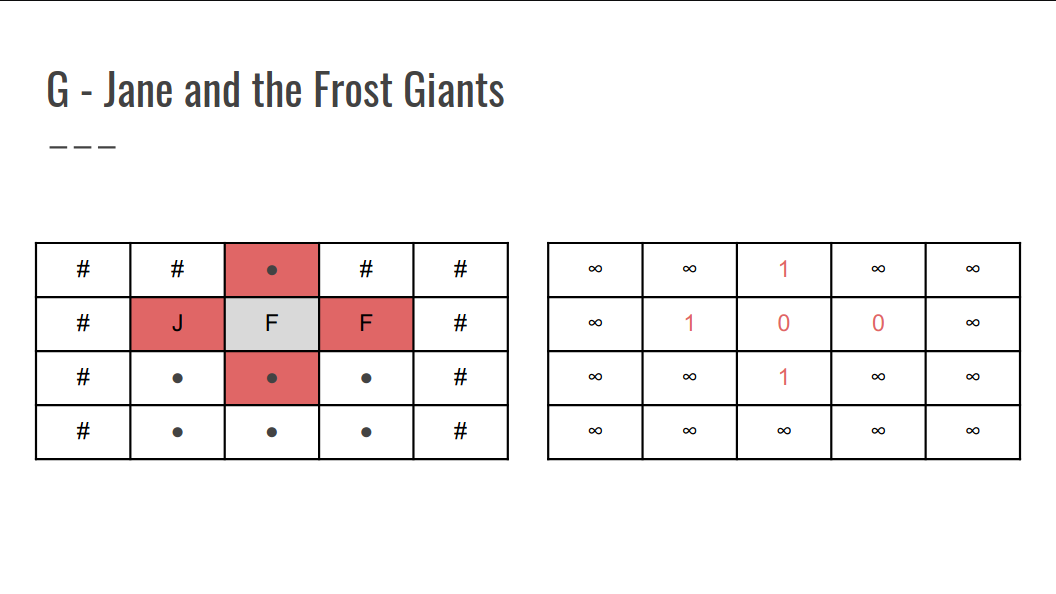 G - Jane and the Frost Giants
# # ● # #
# J F F #
# ● ● ● #
# ● ● ● #
∞ ∞ 1 ∞ ∞
∞ 1 0 0 ∞
∞ ∞ 1 ∞ ∞
∞ ∞ ∞ ∞ ∞